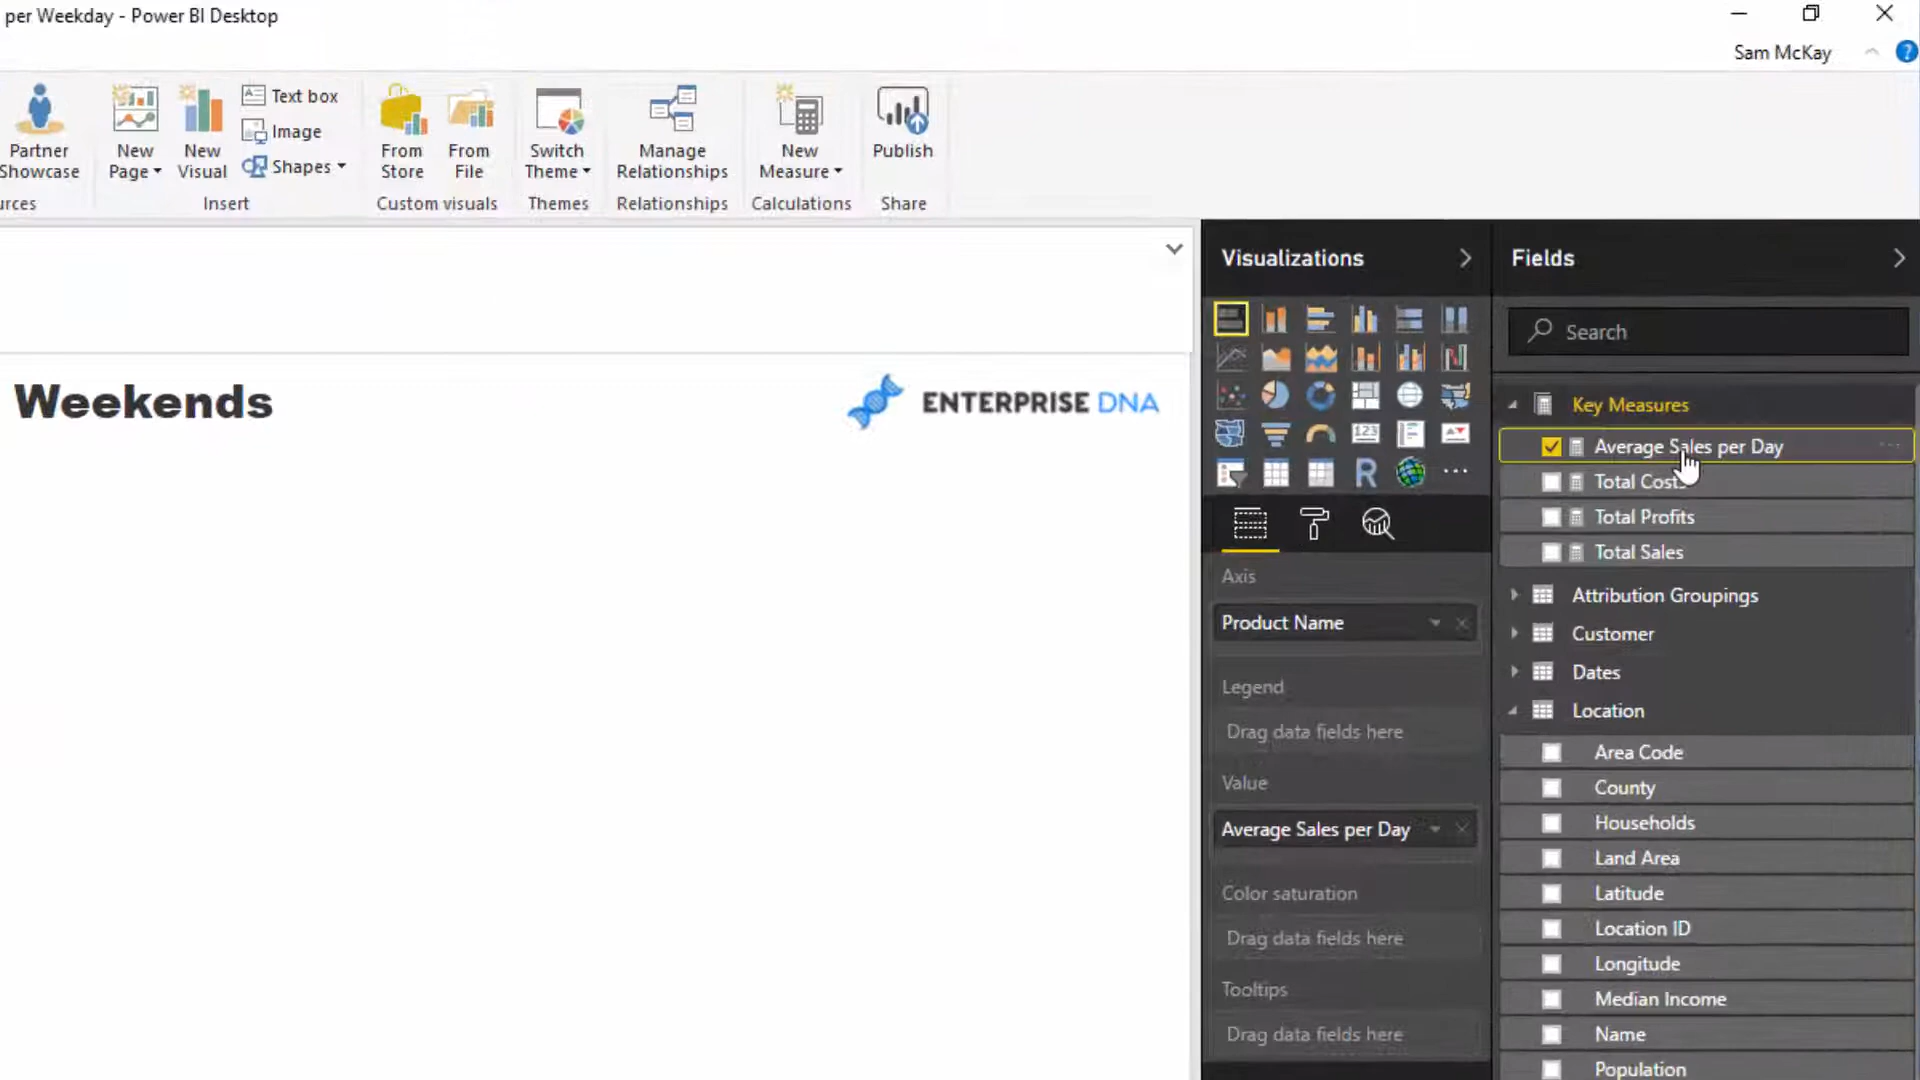 per Weekday - Power BI Desktop
Sam McKay
?
Partner Showcase
New Page
New Visual
Text box
Image
Shapes
From Store
From File
Switch Theme
Manage Relationships
New Measure
Publish
urces
Insert
Custom visuals
Themes
Relationships
Calculations
Share
Weekends
ENTERPRISE DNA
Visualizations
123
R
Axis
Product Name
Legend
Drag data fields here
Value
Average Sales per Day
Color saturation
Drag data fields here
Tooltips
Drag data fields here
Fields
Search
Key Measures
Average Sales per Day
Total Costs
Total Profits
Total Sales
Attribution Groupings
Customer
Dates
Location
Area Code
County
Households
Land Area
Latitude
Location ID
Longitude
Median Income
Name
Population